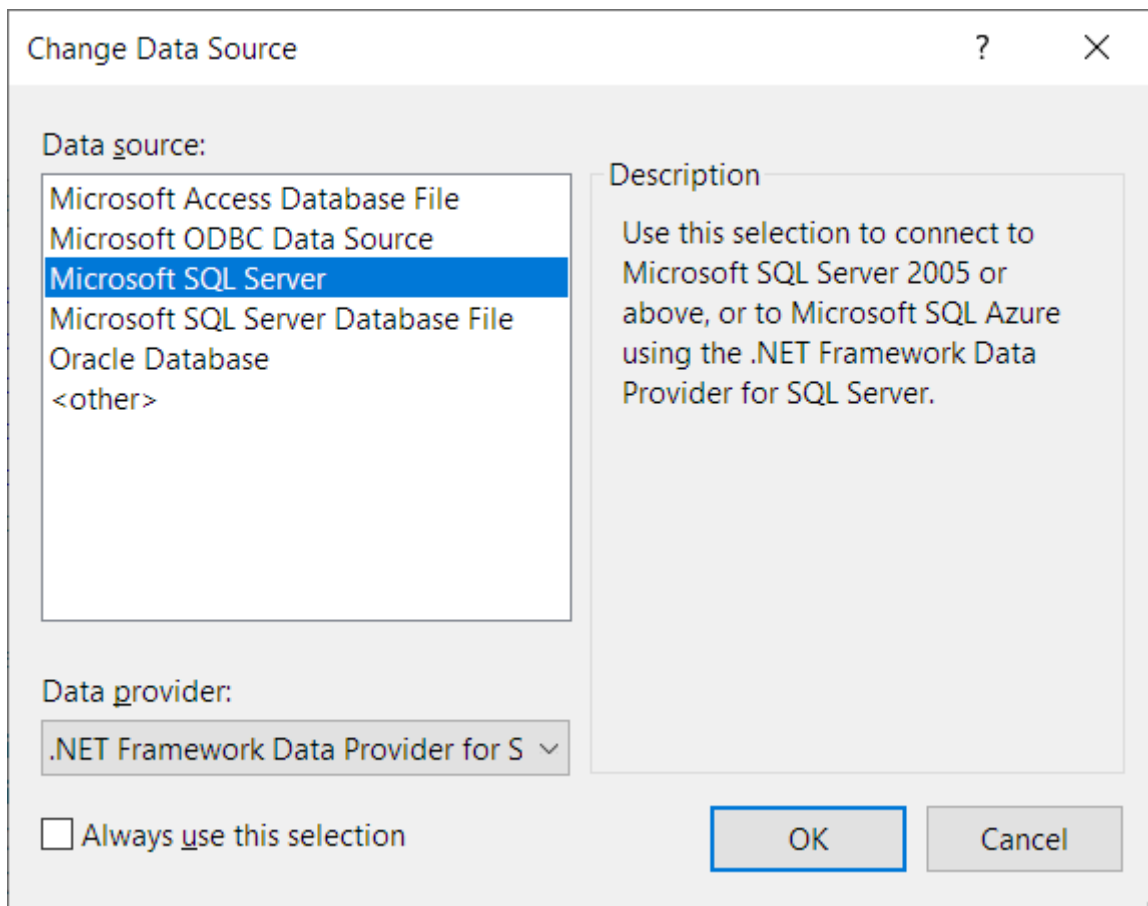 Change Data Source
?
Data source:
Microsoft Access Database File
Microsoft ODBC Data Source
Microsoft SQL Server
Microsoft SQL Server Database File
Oracle Database
<other>
Description
Use this selection to connect to
Microsoft SQL Server 2005 or
above, or to Microsoft SQL Azure
using the .NET Framework Data
Provider for SQL Server.
Data provider:
.NET Framework Data Provider for S
Always use this selection
OK
Cancel